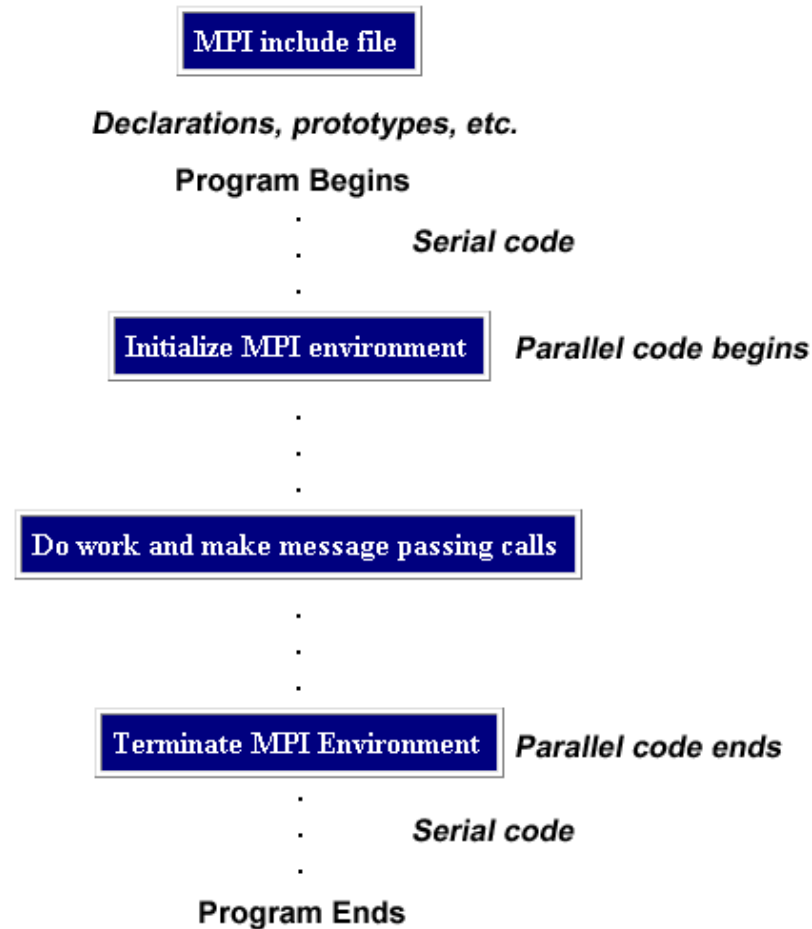 MPI include file
Declarations, prototypes, etc.
Program Begins
Serial code
Initialize MPI environment
Parallel code begins
Do work and make message passing calls
Terminate MPI Environment
Parallel code ends
Serial code
Program Ends